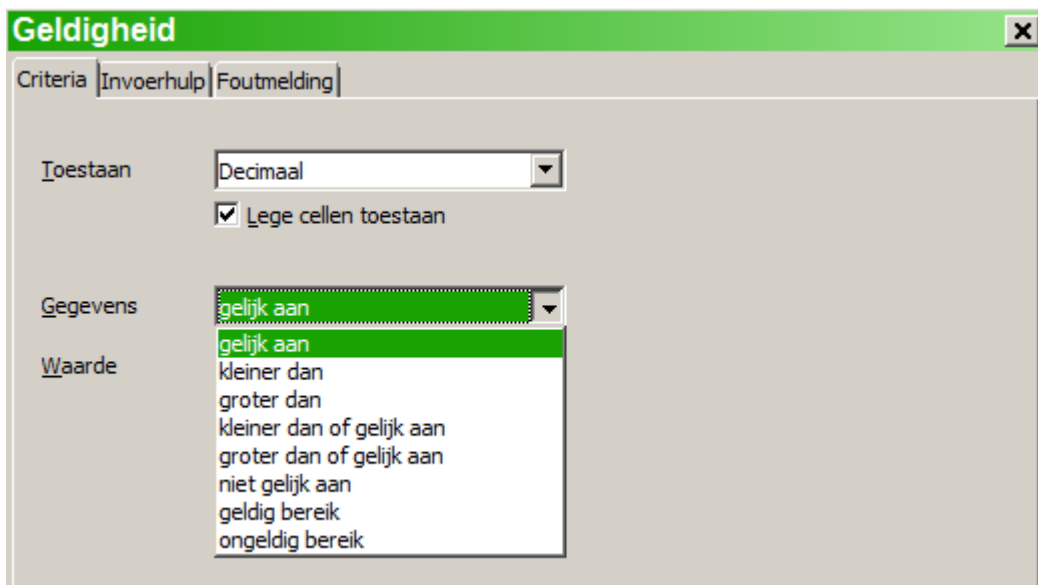 Geldigheid
Criteria Invoerhulp Foutmelding
Toestaan Decimaal
Lege cellen toestaan
Gegevens gelijk aan
gelijk aan
Waarde
kleiner dan
groter dan
kleiner dan of gelijk aan
groter dan of gelijk aan
niet gelijk aan
geldig bereik
ongeldig bereik